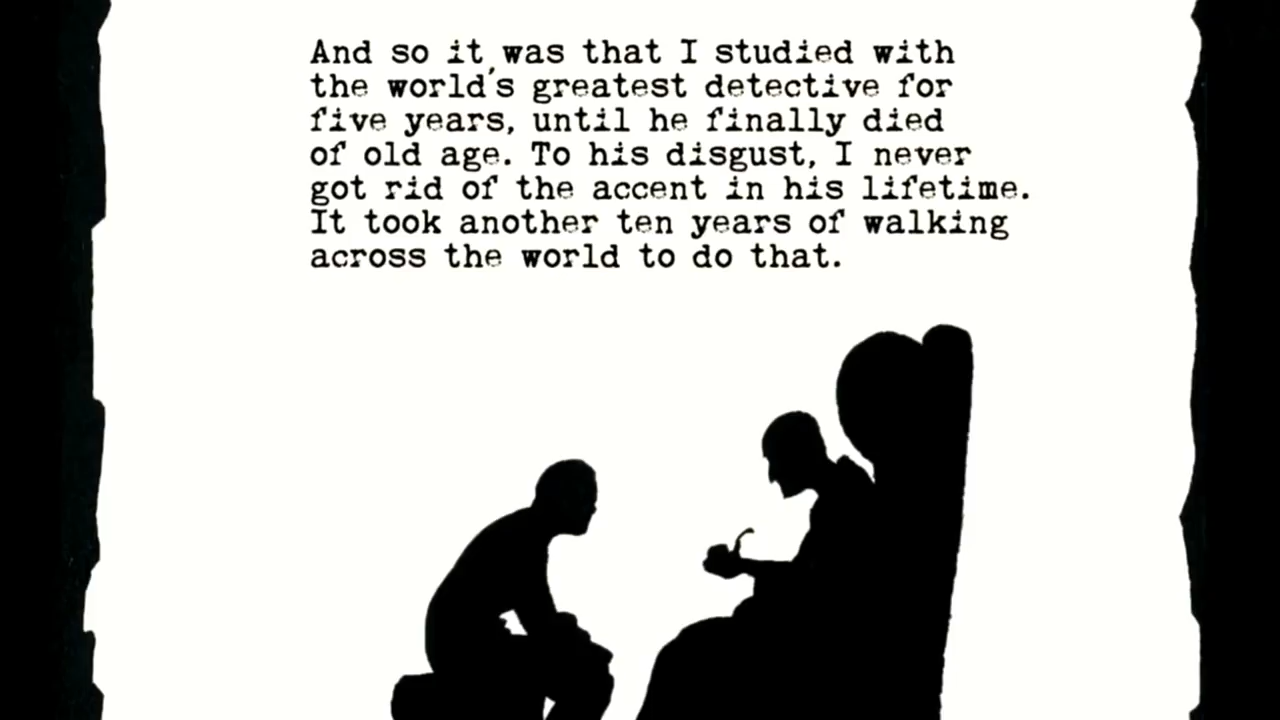 And so it was that I studied with
the world's greatest detective for
five years, until he finally died
of old age. To his disgust, I never
got rid of the accent in his lifetime.
It took another ten years of walking
across the world to do that.